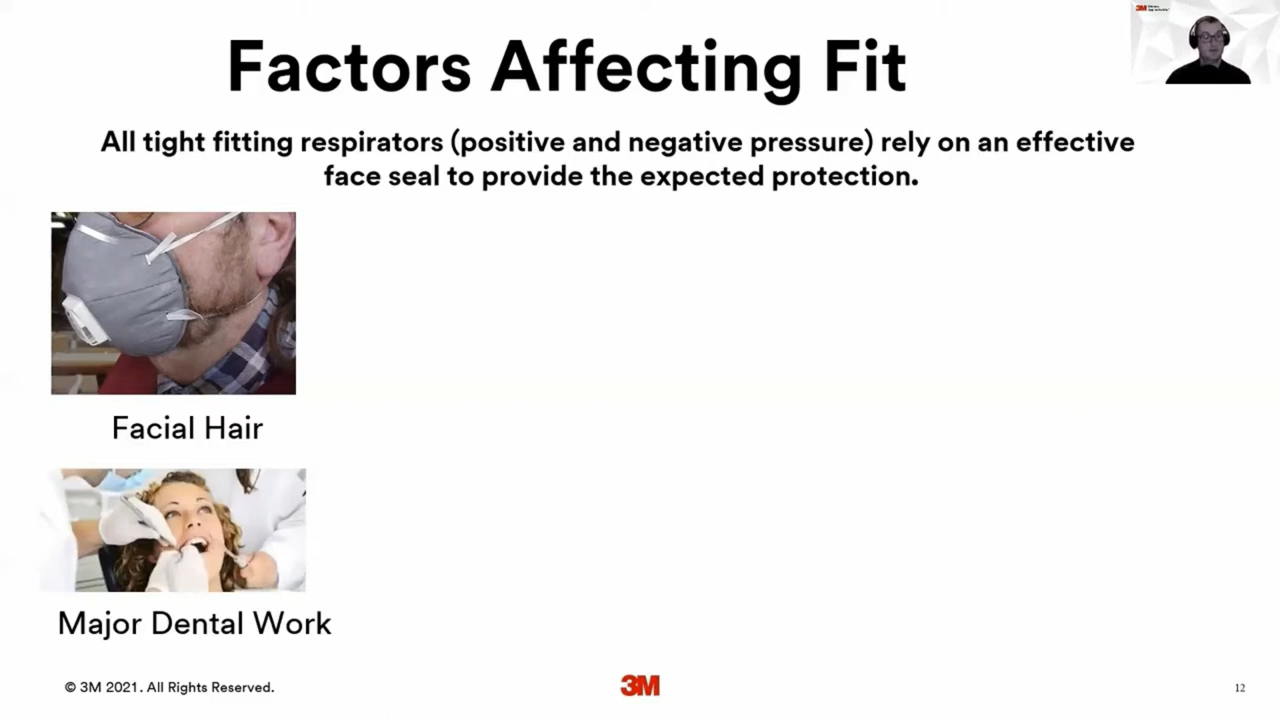 Factors Affecting Fit
All tight fitting respirators (positive and negative pressure) rely on an effective
face seal to provide the expected protection.
Facial Hair
Major Dental Work
© 3M 2021. All Rights Reserved.
3M
12
3M